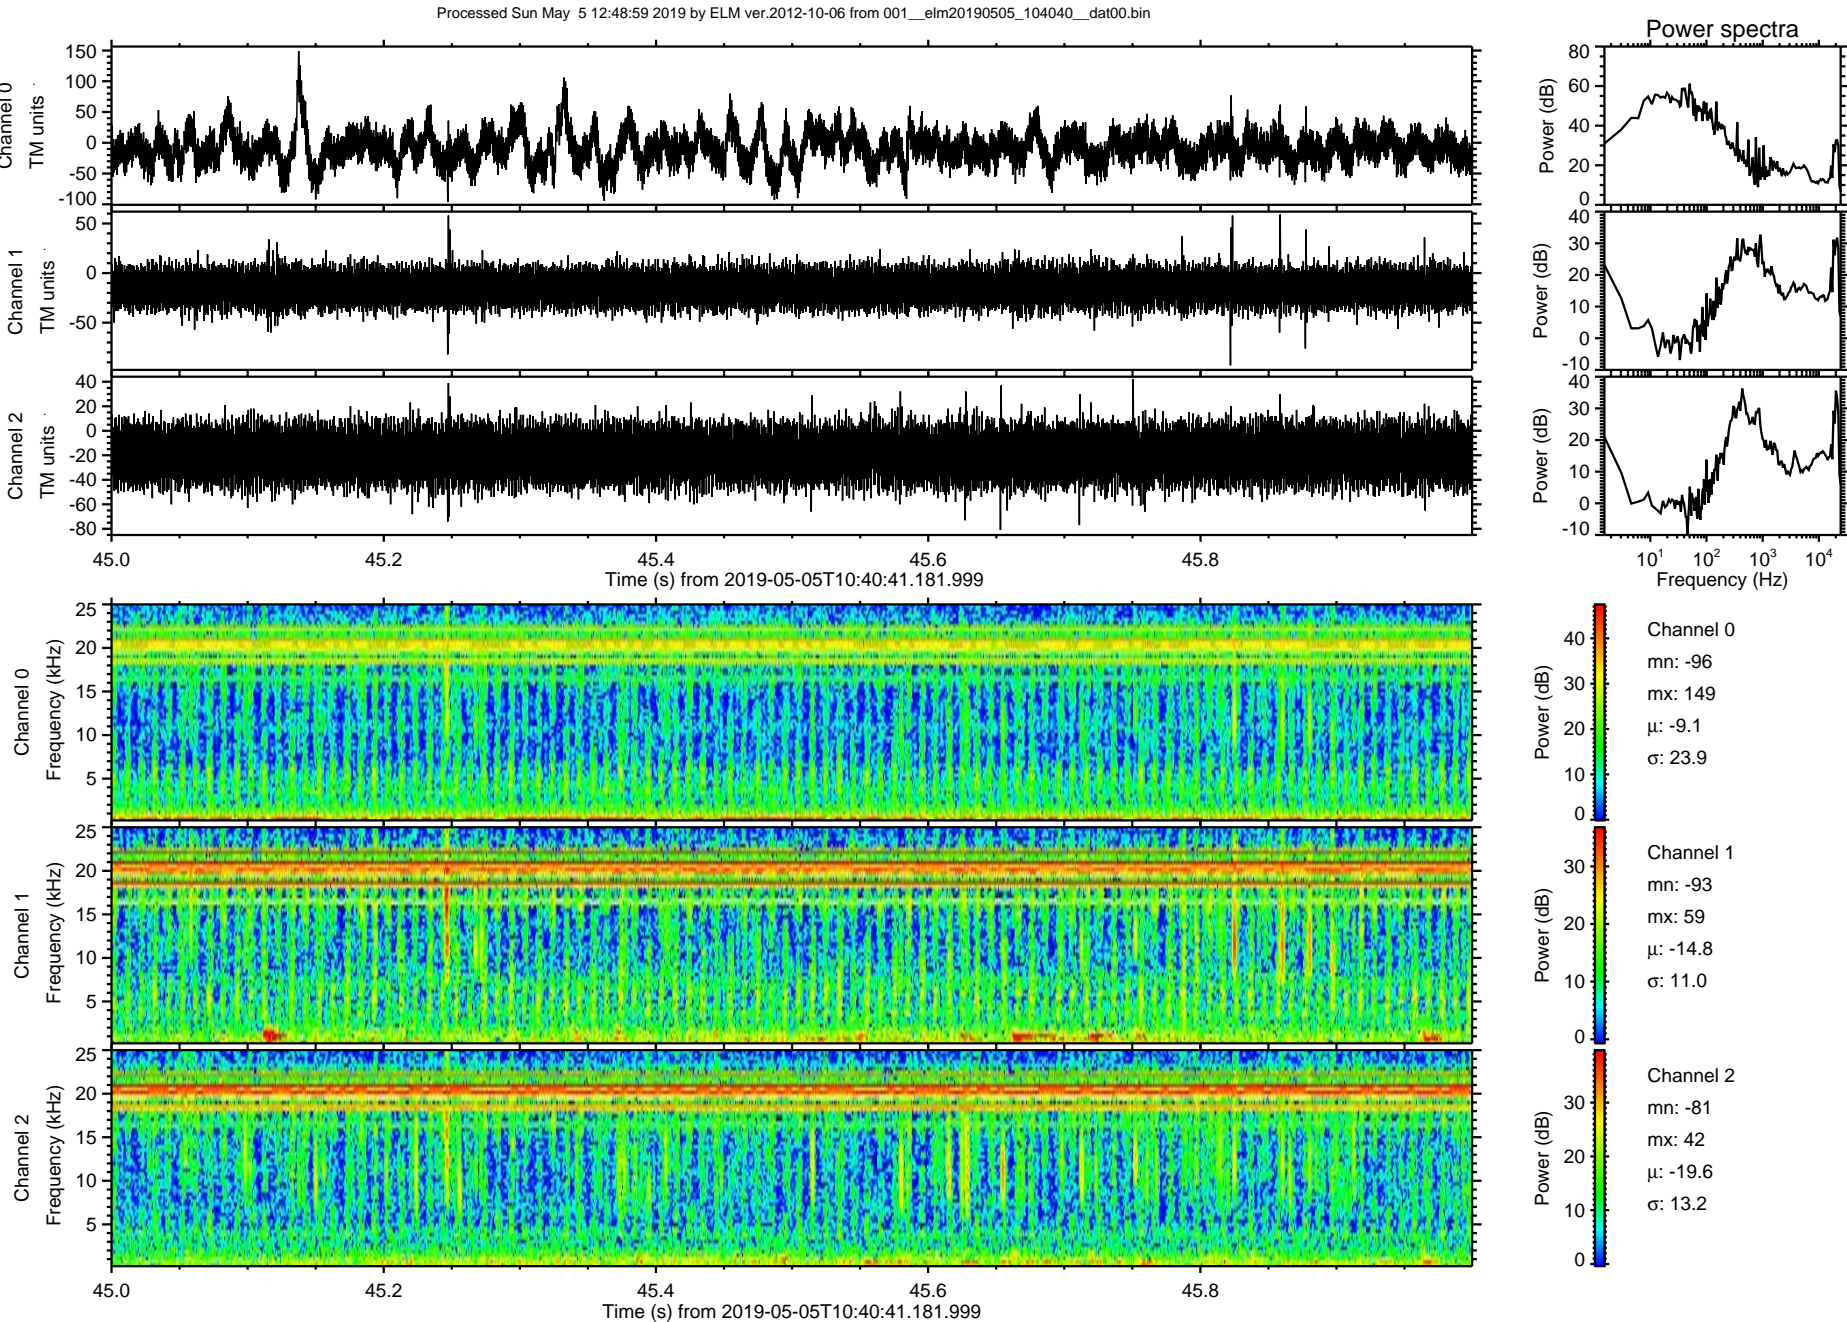 Processed Sun May  5 12:48:59 2019 by ELM ver.2012-10-06 from 001__elm20190505_104040__dat00.bin
Power spectra
Channel 0
TM units
150
100
50
0
-50
-100
Power (dB)
80
60
40
20
0
Channel 1
TM units
50
0
-50
Power (dB)
40
30
20
10
0
-10
Channel 2
TM units
40
20
0
-20
-40
-60
-80
Power (dB)
40
30
20
10
0
-10
45.0 45.2 45.4 45.6 45.8
Time (s) from 2019-05-05T10:40:41.181.999
10^1 10^2 10^3 10^4
Frequency (Hz)
Channel 0
Frequency (kHz)
25
20
15
10
5
Power (dB)
40
30
20
10
0
Channel 0
mn: -96
mx: 149
μ: -9.1
σ: 23.9
Channel 1
Frequency (kHz)
25
20
15
10
5
Power (dB)
30
20
10
0
Channel 1
mn: -93
mx: 59
μ: -14.8
σ: 11.0
Channel 2
Frequency (kHz)
25
20
15
10
5
Power (dB)
30
20
10
0
Channel 2
mn: -81
mx: 42
μ: -19.6
σ: 13.2
45.0 45.2 45.4 45.6 45.8
Time (s) from 2019-05-05T10:40:41.181.999